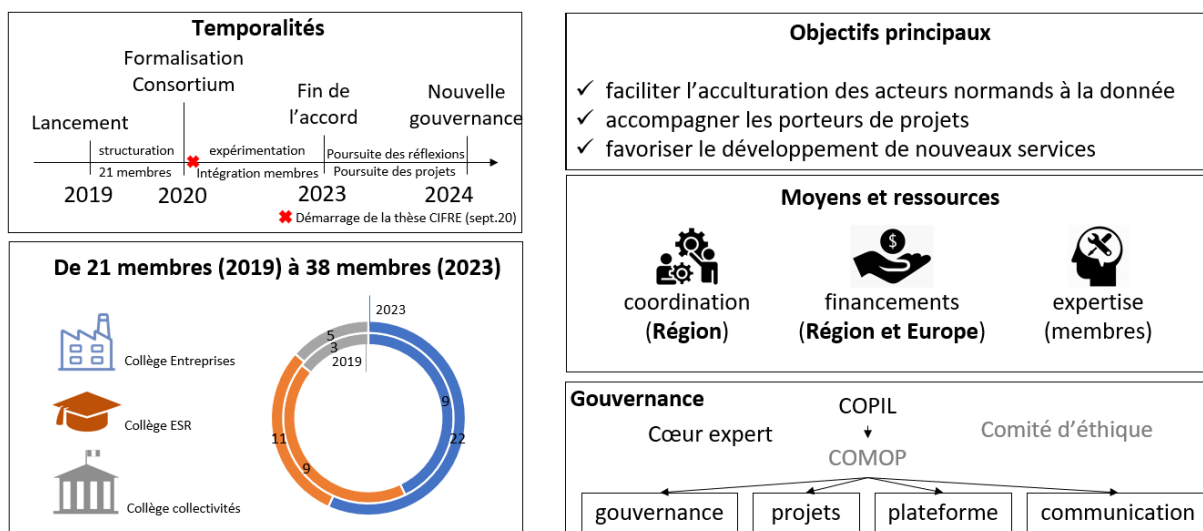 Temporalités
Formalisation
Consortium
Lancement
Fin de
l'accord
Nouvelle
gouvernance
structuration
21 membres
expérimentation
Intégration membres
Poursuite des réflexions
Poursuite des projets
2019
2020
2023
2024
Démarrage de la thèse CIFRE (sept.20)
De 21 membres (2019) à 38 membres (2023)
Collège Entreprises
Collège ESR
Collège collectivités
2023
5
3
2019
9
22
11
9
Objectifs principaux
✓ faciliter l'acculturation des acteurs normands à la donnée
✓ accompagner les porteurs de projets
✓ favoriser le développement de nouveaux services
Moyens et ressources
$
coordination
(Région)
financements
(Région et Europe)
expertise
(membres)
Gouvernance
COPIL
Cœur expert
Comité d'éthique
COMOP
gouvernance
projets
plateforme
communication